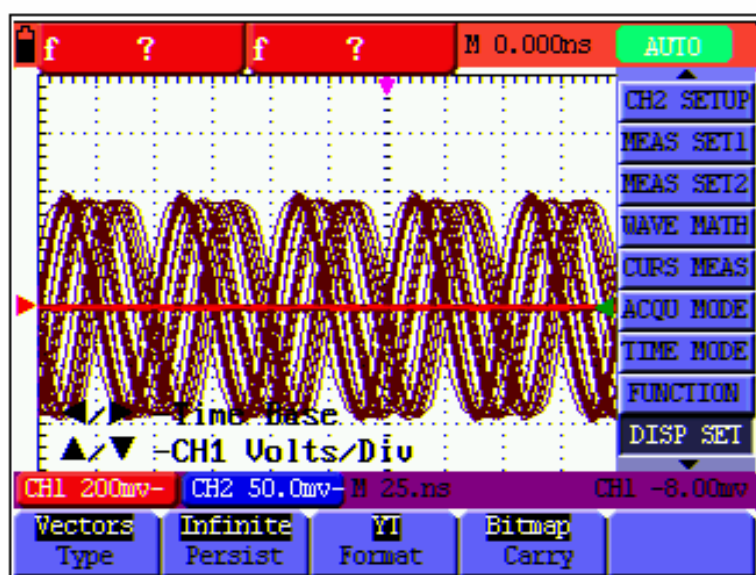 f ? f ? M 0.000ns AUTO
CH2 SETUP
MEAS SET1
MEAS SET2
WAVE MATH
CURS MEAS
ACQU MODE
TIME MODE
FUNCTION
DISP SET
◀/▶ -Time Base
▲/▼ -CH1 Volts/Div
CH1 200mv- CH2 50.0mv- M 25.ns CH1 -8.00mv
Vectors Infinite YT Bitmap
Type Persist Format Carry